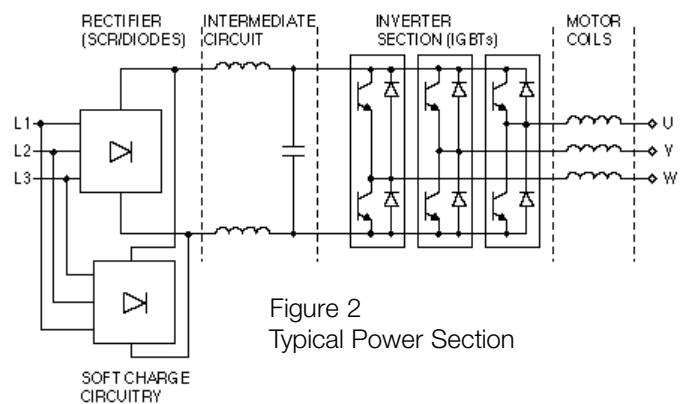 RECTIFIER
(SCR/DIODES)
INTERMEDIATE
CIRCUIT
INVERTER
SECTION (IGBTs)
MOTOR
COILS
L1
L2
L3
U
V
W
Figure 2
Typical Power Section
SOFT CHARGE
CIRCUITRY